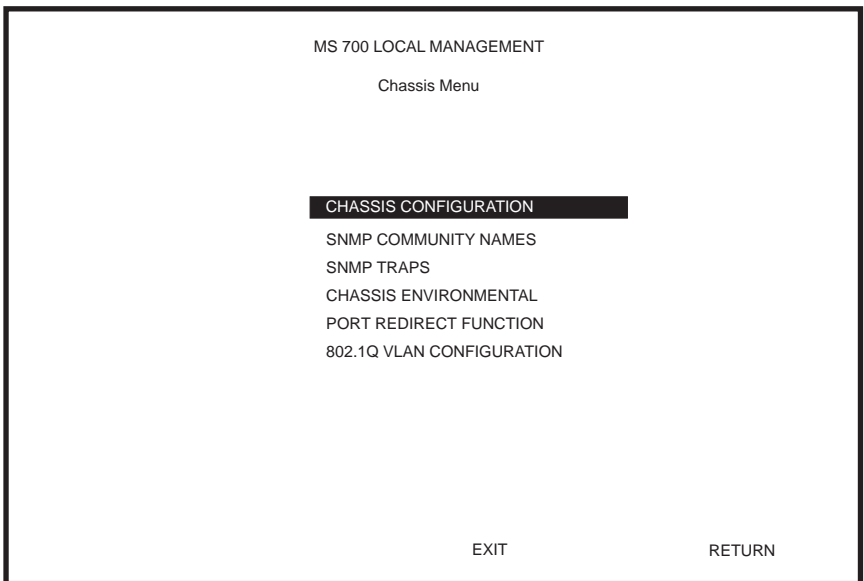 MS 700 LOCAL MANAGEMENT
Chassis Menu
CHASSIS CONFIGURATION
SNMP COMMUNITY NAMES
SNMP TRAPS
CHASSIS ENVIRONMENTAL
PORT REDIRECT FUNCTION
802.1Q VLAN CONFIGURATION
EXIT RETURN